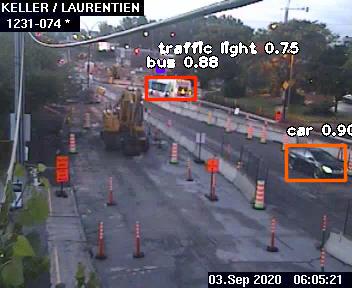 KELLER / LAURENTIEN
1231-074 *
traffic light 0.75
bus 0.88
car 0.90
03.Sep 2020 06:05:21